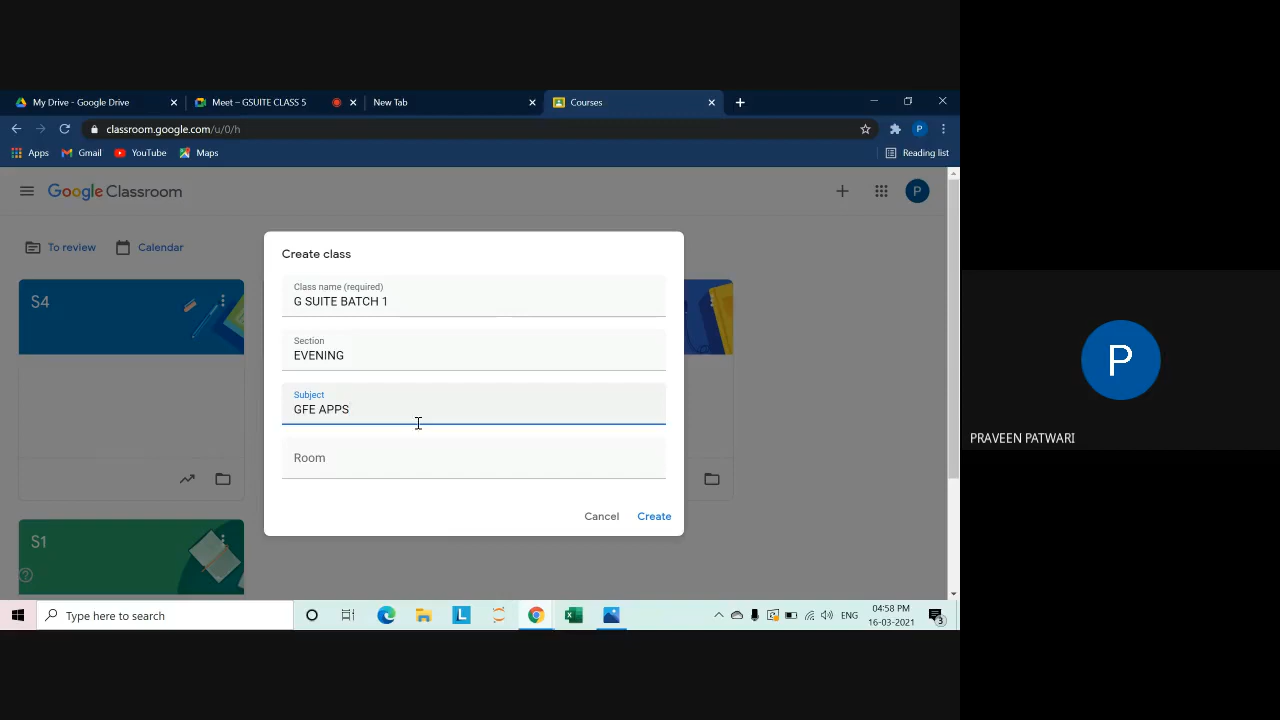 My Drive - Google Drive
Meet – GSUITE CLASS 5
New Tab
Courses
classroom.google.com/u/0/h
P
Apps
Gmail
YouTube
Maps
Reading list
Google Classroom
P
To review
Calendar
S4
Create class
Class name (required)
G SUITE BATCH 1
Section
EVENING
Subject
GFE APPS
Room
Cancel
Create
S1
P
PRAVEEN PATWARI
Type here to search
L
ENG
04:58 PM
16-03-2021
3